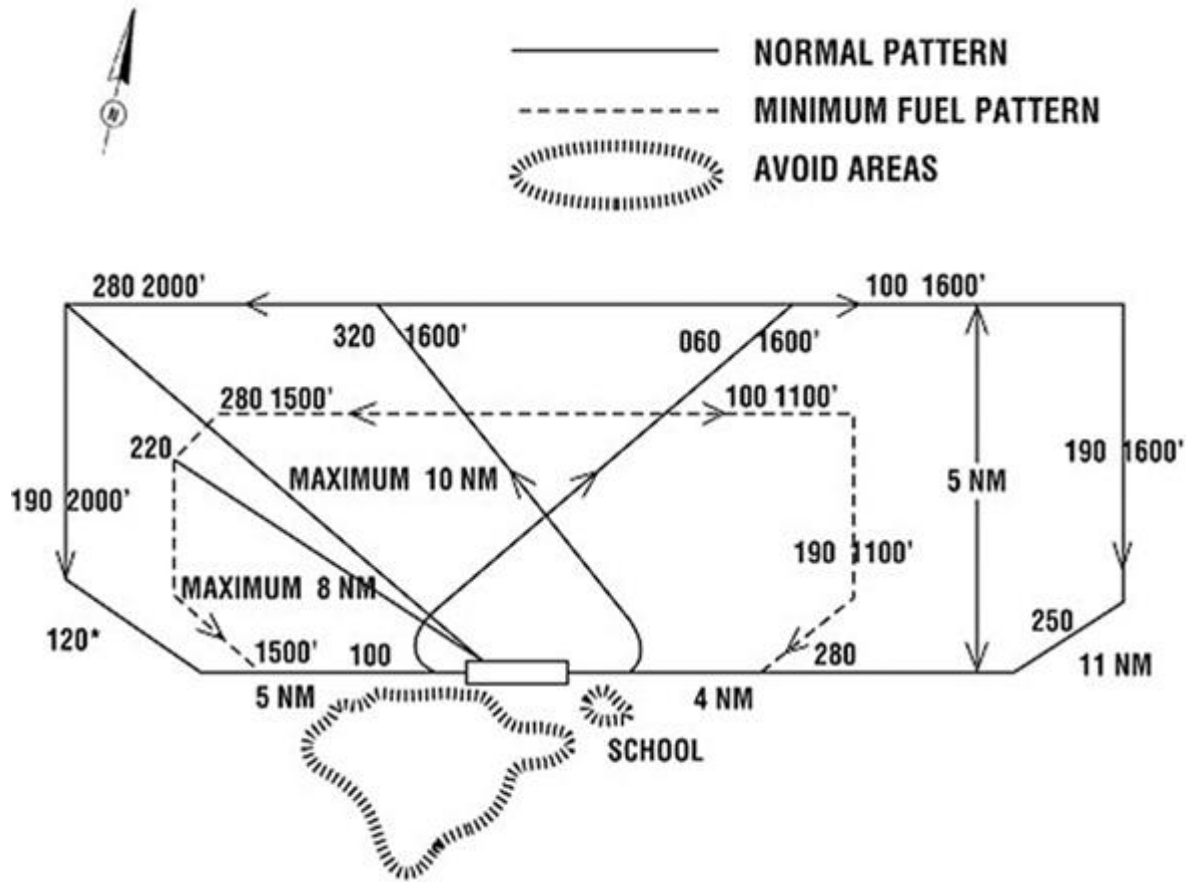 N
NORMAL PATTERN
MINIMUM FUEL PATTERN
AVOID AREAS
280 2000'
100 1600'
320 1600'
060 1600'
280 1500'
100 1100'
220
MAXIMUM 10 NM
5 NM
190 1600'
190 2000'
190 1100'
MAXIMUM 8 NM
120*
1500'
100
280
250
11 NM
5 NM
4 NM
SCHOOL